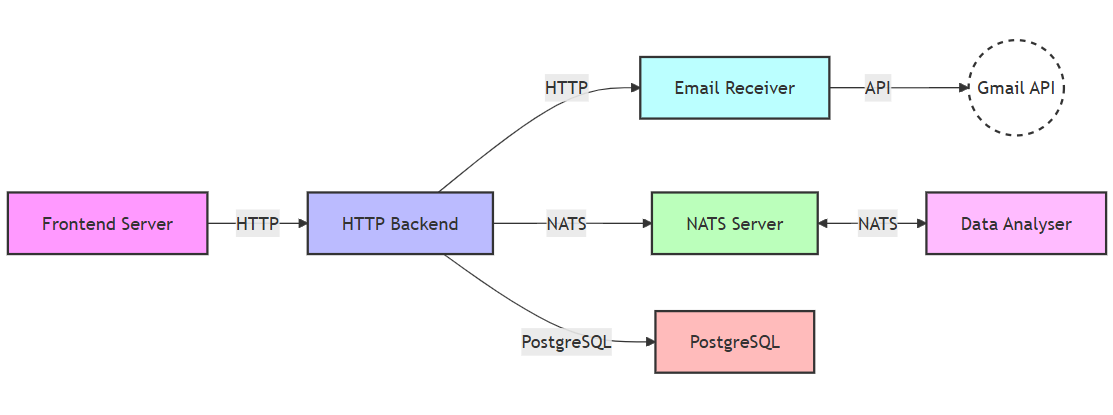 HTTP
Email Receiver
API
Gmail API
Frontend Server
HTTP
HTTP Backend
NATS
NATS Server
NATS
Data Analyser
PostgreSQL
PostgreSQL